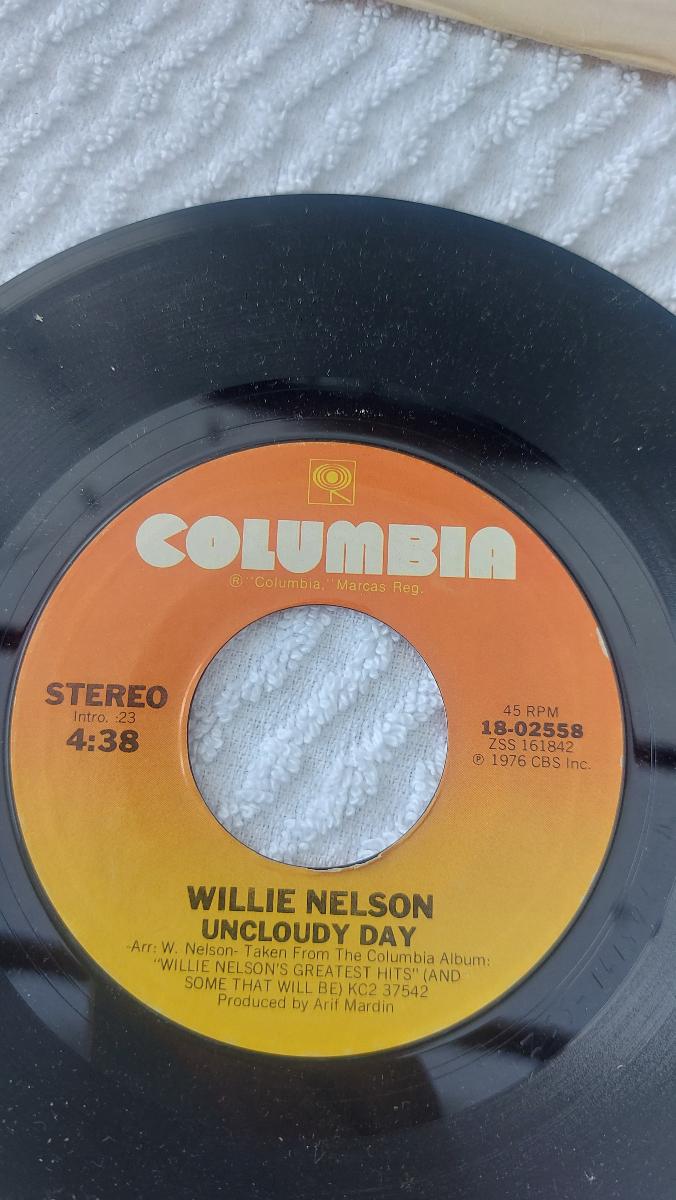 COLUMBIA
® "Columbia," Marcas Reg.
STEREO
Intro. :23
4:38
45 RPM
18-02558
ZSS 161842
℗ 1976 CBS Inc.
WILLIE NELSON
UNCLOUDY DAY
-Arr: W. Nelson- Taken From The Columbia Album:
"WILLIE NELSON'S GREATEST HITS" (AND
SOME THAT WILL BE) KC2 37542
Produced by Arif Mardin